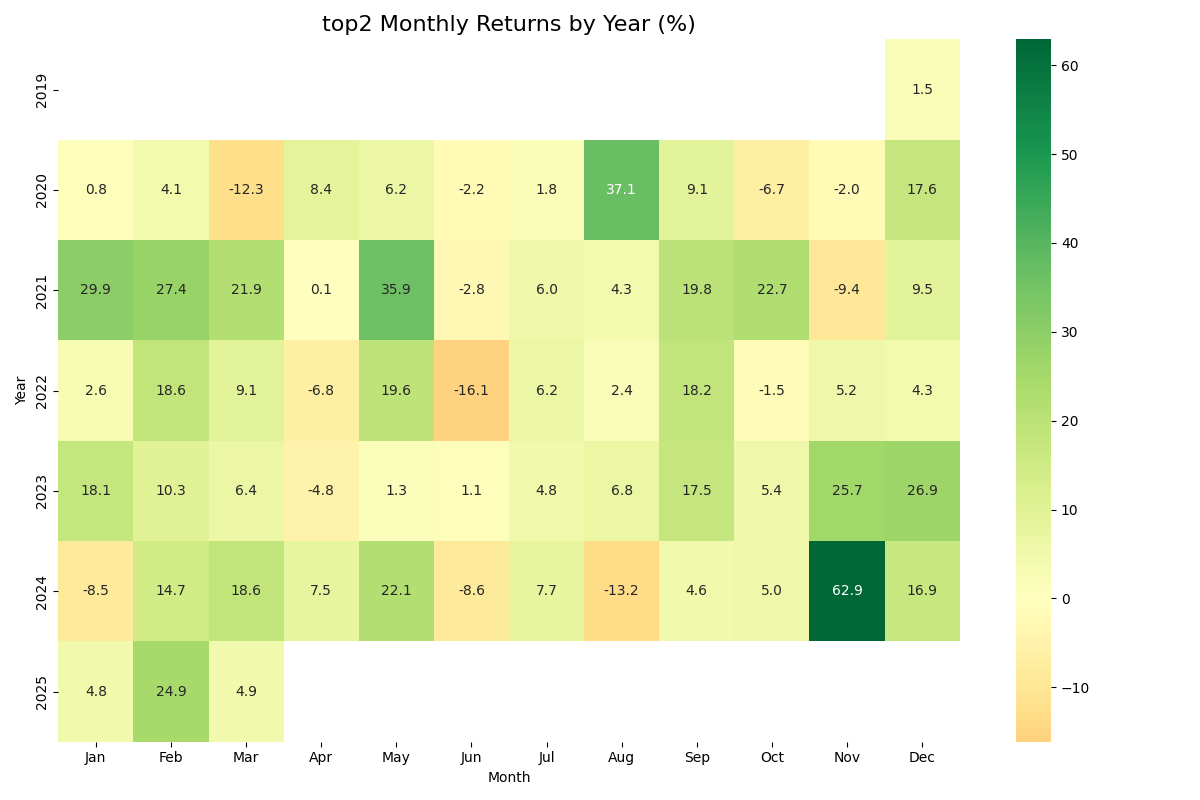 top2 Monthly Returns by Year (%)
60
50
40
30
20
10
0
−10
Year
2019
1.5
2020
0.8 4.1 -12.3 8.4 6.2 -2.2 1.8 37.1 9.1 -6.7 -2.0 17.6
2021
29.9 27.4 21.9 0.1 35.9 -2.8 6.0 4.3 19.8 22.7 -9.4 9.5
2022
2.6 18.6 9.1 -6.8 19.6 -16.1 6.2 2.4 18.2 -1.5 5.2 4.3
2023
18.1 10.3 6.4 -4.8 1.3 1.1 4.8 6.8 17.5 5.4 25.7 26.9
2024
-8.5 14.7 18.6 7.5 22.1 -8.6 7.7 -13.2 4.6 5.0 62.9 16.9
2025
4.8 24.9 4.9
Jan Feb Mar Apr May Jun Jul Aug Sep Oct Nov Dec
Month